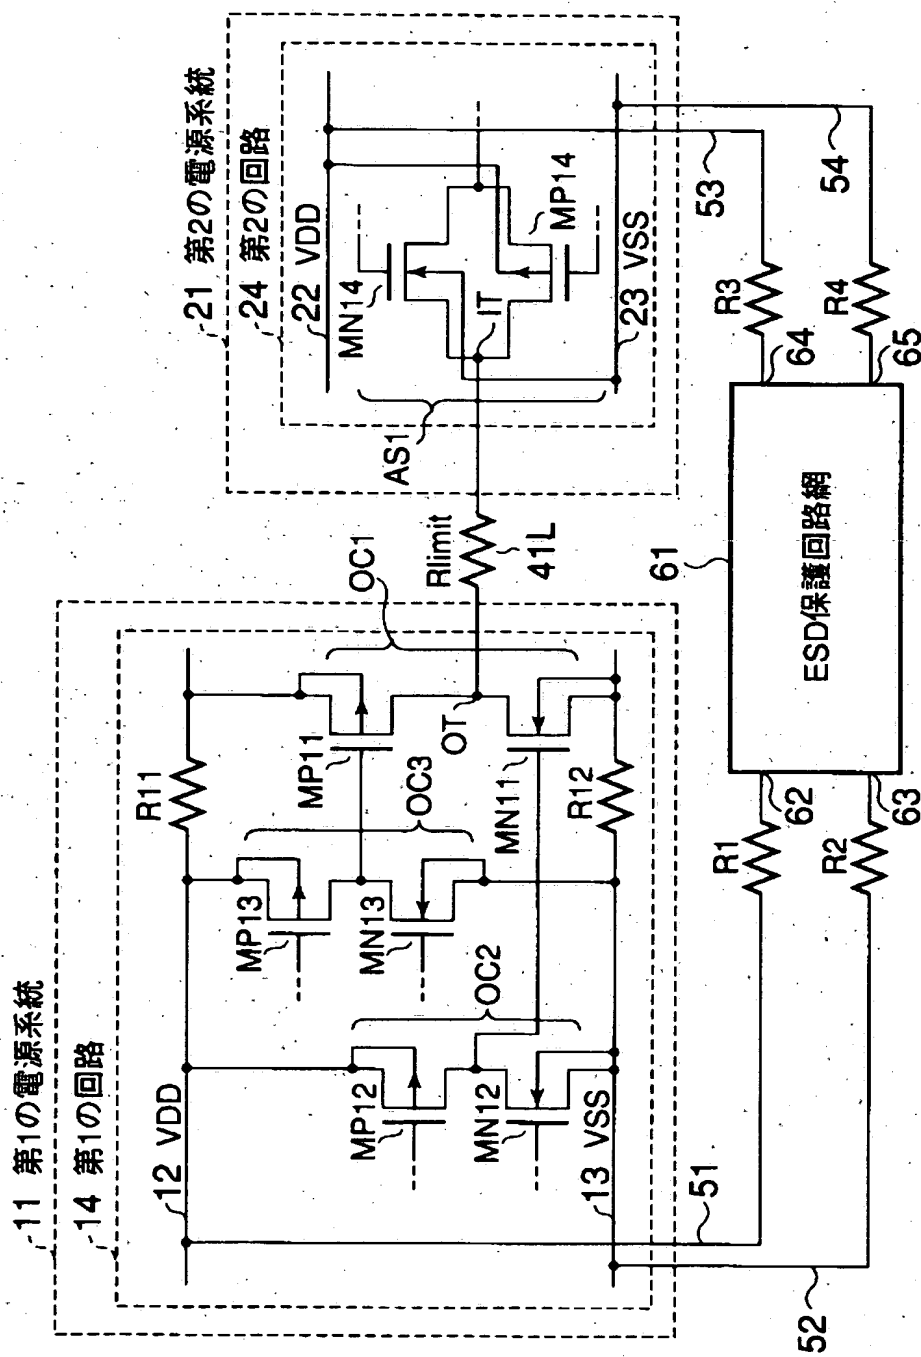 11 第1の電源系統
14 第1の回路
12 VDD
R11
MP13
MP11
OC1
OC3
MN13
OT
MP12
OC2
MN11
MN12
13 VSS
R12
51
52
Rlimit
41L
21 第2の電源系統
24 第2の回路
22 VDD
MN14
AS1
IT
MP14
23 VSS
53
54
R1
R2
62
63
61
ESD保護回路網
64
65
R3
R4